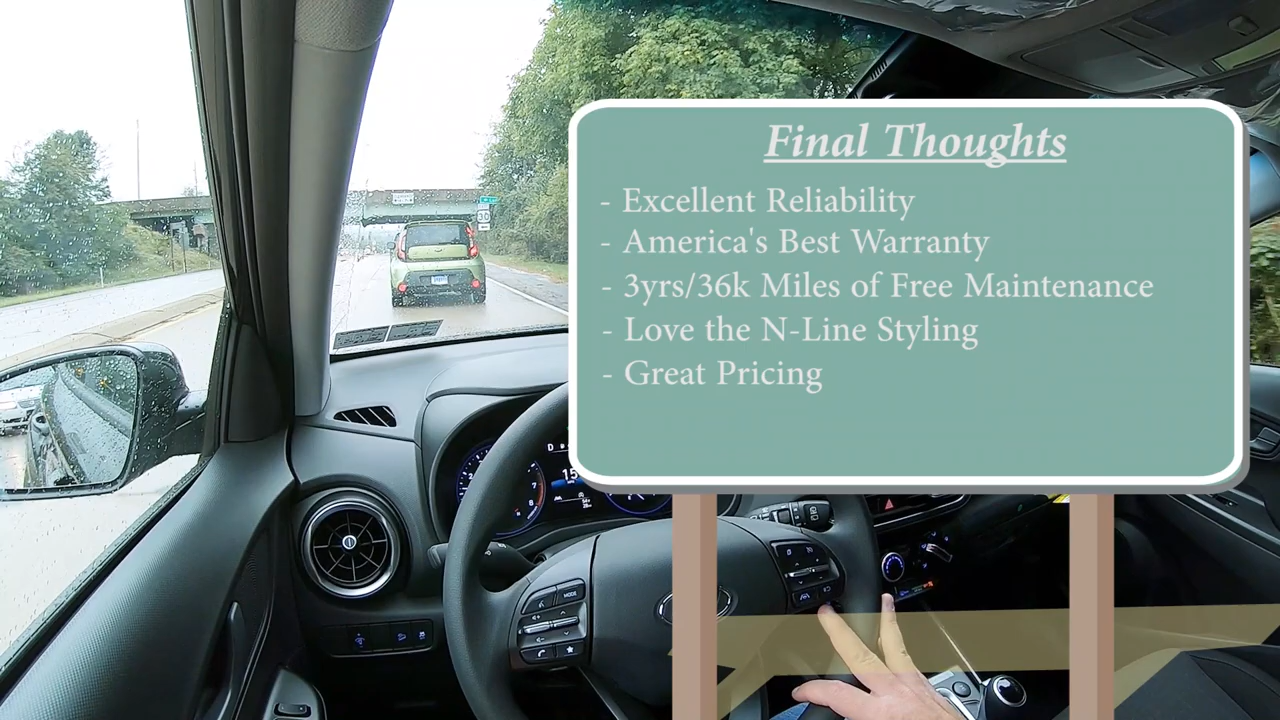 Final Thoughts
- Excellent Reliability
- America's Best Warranty
- 3yrs/36k Miles of Free Maintenance
- Love the N-Line Styling
- Great Pricing
MODE